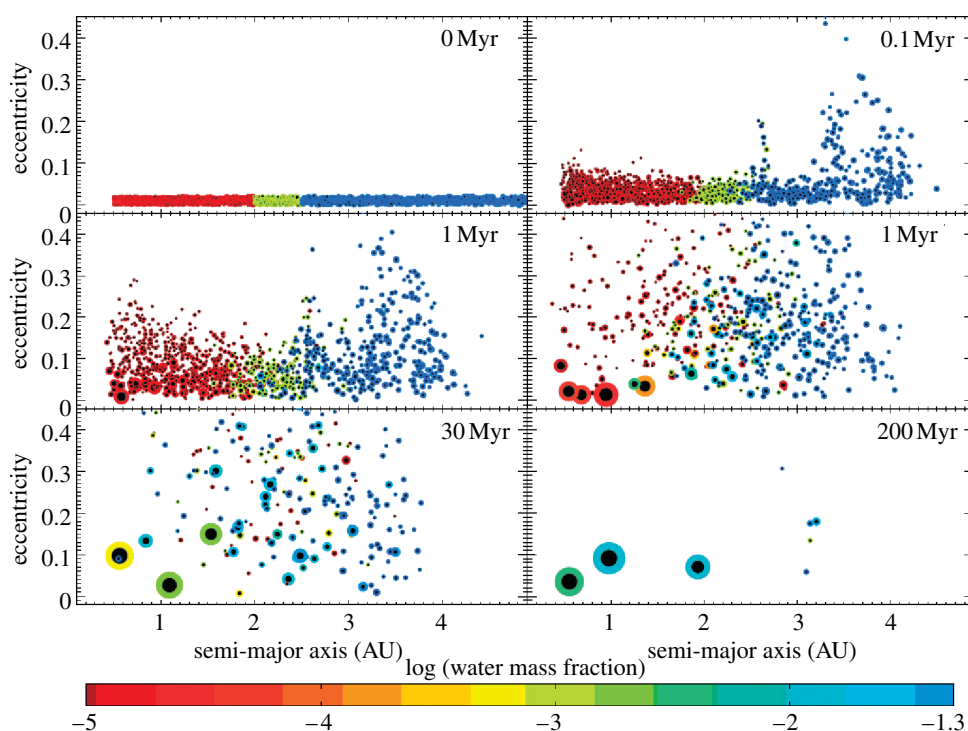 0.4
0 Myr
0.1 Myr
0.3
eccentricity
0.2
0.1
0
0.4
1 Myr
1 Myr
0.3
eccentricity
0.2
0.1
0
0.4
30 Myr
200 Myr
0.3
eccentricity
0.2
0.1
0
1 2 3 4 1 2 3 4
semi-major axis (AU) semi-major axis (AU)
log (water mass fraction)
−5 −4 −3 −2 −1.3